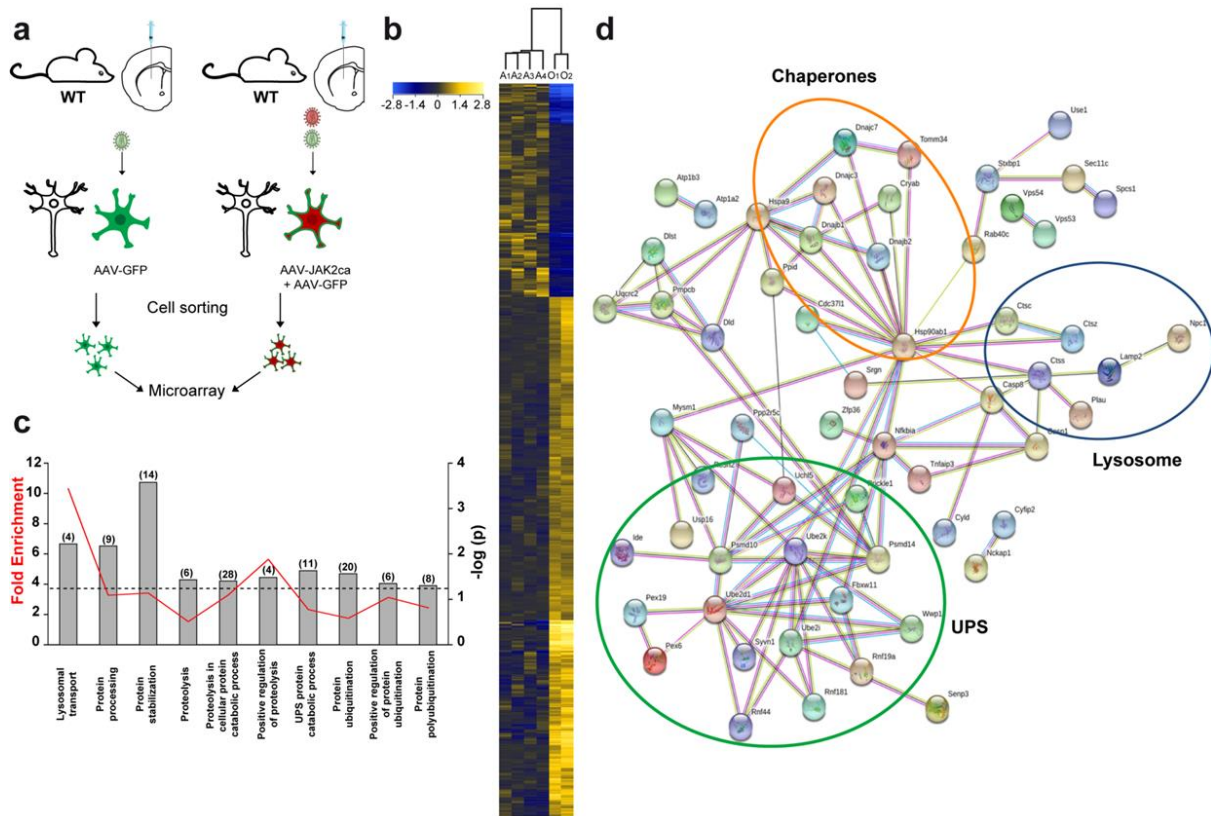 a
WT
WT
AAV-GFP
AAV-JAK2ca
+ AAV-GFP
Cell sorting
Microarray
b
A1 A2 A3 A4 O1 O2
-2.8 -1.4 0 1.4 2.8
c
Fold Enrichment
12
10
8
6
4
2
0
(4)
(9)
(14)
(6)
(28)
(4)
(11)
(20)
(6)
(8)
4
3
2
1
0
-log (p)
Lysosomal
transport
Protein
processing
Protein
stabilization
Proteolysis
Proteolysis in
cellular protein
catabolic process
Positive regulation
of proteolysis
UPS protein
catabolic process
Protein
ubiquitination
Positive regulation
of protein
ubiquitination
Protein
polyubiquitination
d
Chaperones
Use1
Dnajc7
Tomm34
Stxbp1
Sec11c
Spcs1
Atp1b3
Atp1a2
Dnajc3
Cryab
Hspa9
Vps54
Vps53
Dnajb1
Dnajb2
Rab40c
Dlst
Ppid
Uqcrc2
Pmpcb
Cdc37l1
Dld
Hsp90ab1
Ctsc
Ctsz
Npc1
Lamp2
Ctss
Srgn
Casp8
Plau
Mysm1
Ppp2r5c
Zfp36
Nfkbia
Casp1
Lysosome
Tnfaip3
Uchl5
Prickle1
Usp16
Cyld
Cyfip2
Nckap1
Ide
Psmd10
Ube2k
Psmd14
Fbxw11
Pex19
Ube2d1
Wwp1
UPS
Pex6
Syvn1
Ube2i
Rnf19a
Rnf181
Senp3
Rnf44